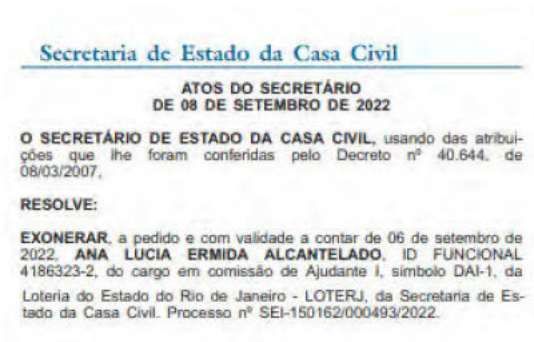 Secretaria de Estado da Casa Civil
ATOS DO SECRETÁRIO
DE 08 DE SETEMBRO DE 2022
O SECRETÁRIO DE ESTADO DA CASA CIVIL, usando das atribui-
ções que lhe foram conferidas pelo Decreto nº 40.644, de
08/03/2007,
RESOLVE:
EXONERAR, a pedido e com validade a contar de 06 de setembro de
2022, ANA LUCIA ERMIDA ALCANTELADO, ID FUNCIONAL
4186323-2, do cargo em comissão de Ajudante I, símbolo DAI-1, da
Loteria do Estado do Rio de Janeiro - LOTERJ, da Secretaria de Es-
tado da Casa Civil. Processo nº SEI-150162/000493/2022.